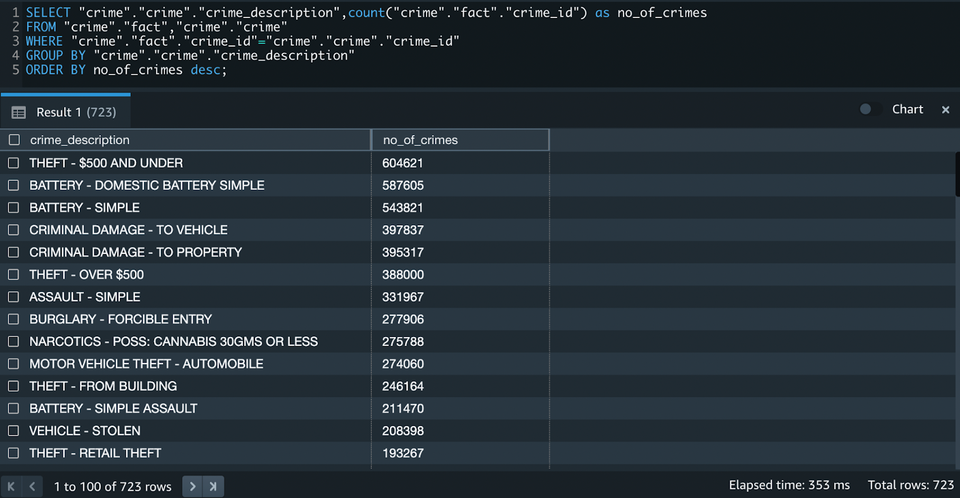 1 SELECT "crime"."crime"."crime_description",count("crime"."fact"."crime_id") as no_of_crimes
2 FROM "crime"."fact","crime"."crime"
3 WHERE "crime"."fact"."crime_id"="crime"."crime"."crime_id"
4 GROUP BY "crime"."crime"."crime_description"
5 ORDER BY no_of_crimes desc;
Result 1 (723) Chart ×
crime_description no_of_crimes
THEFT - $500 AND UNDER 604621
BATTERY - DOMESTIC BATTERY SIMPLE 587605
BATTERY - SIMPLE 543821
CRIMINAL DAMAGE - TO VEHICLE 397837
CRIMINAL DAMAGE - TO PROPERTY 395317
THEFT - OVER $500 388000
ASSAULT - SIMPLE 331967
BURGLARY - FORCIBLE ENTRY 277906
NARCOTICS - POSS: CANNABIS 30GMS OR LESS 275788
MOTOR VEHICLE THEFT - AUTOMOBILE 274060
THEFT - FROM BUILDING 246164
BATTERY - SIMPLE ASSAULT 211470
VEHICLE - STOLEN 208398
THEFT - RETAIL THEFT 193267
1 to 100 of 723 rows Elapsed time: 353 ms Total rows: 723